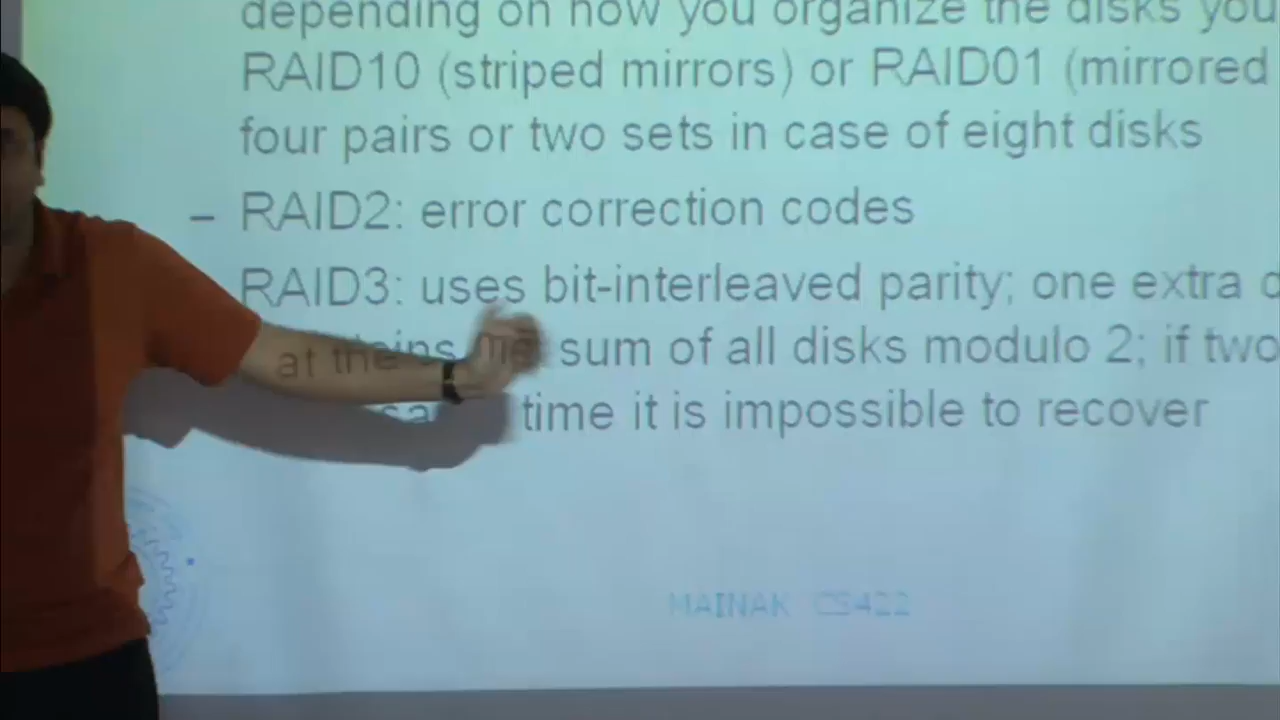 depending on how you organize the disks you
RAID10 (striped mirrors) or RAID01 (mirrored
four pairs or two sets in case of eight disks
– RAID2: error correction codes
RAID3: uses bit-interleaved parity; one extra
sum of all disks modulo 2; if two
time it is impossible to recover
MAINAK CS422